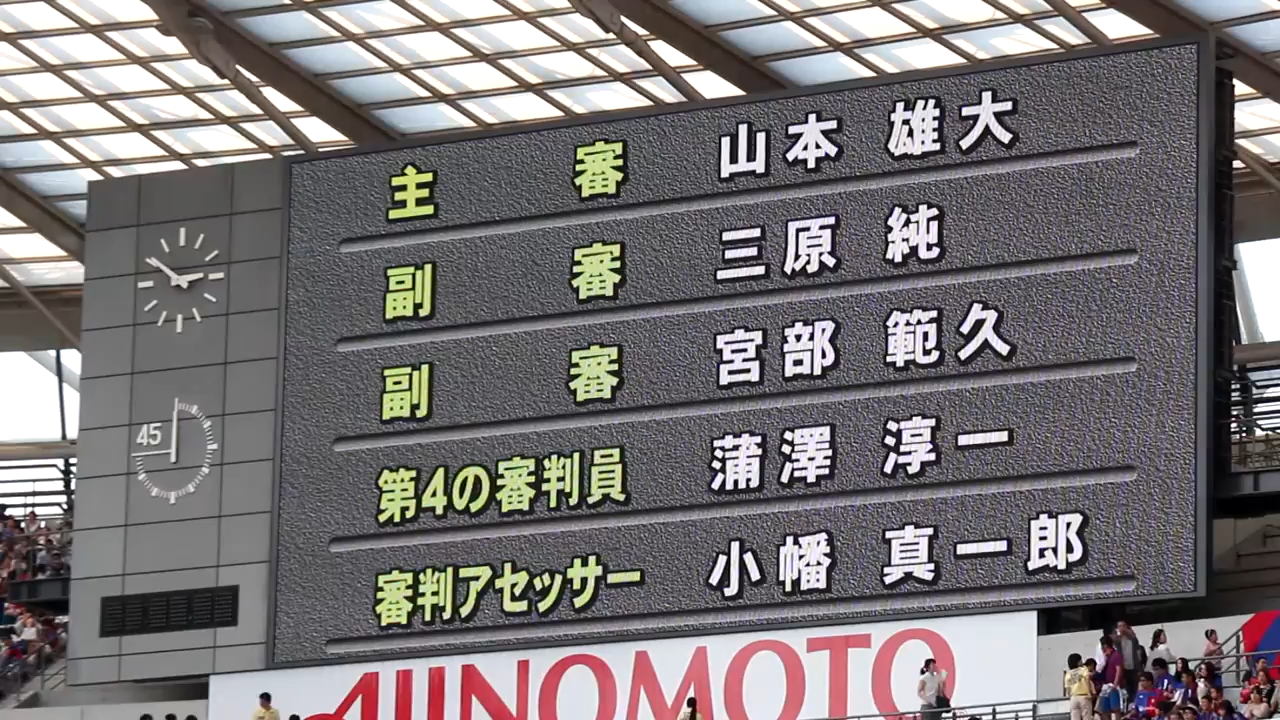 主 審 山本 雄大
副 審 三原 純
副 審 宮部 範久
第4の審判員 蒲澤 淳一
審判アセッサー 小幡 真一郎
45
AJINOMOTO